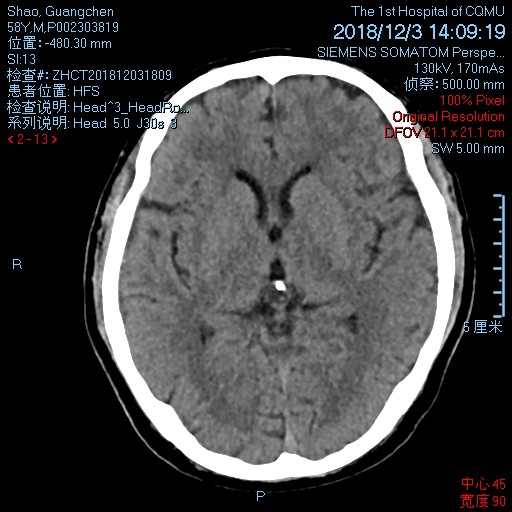 Shao, Guangchen
58Y,M,P002303819
位置:-480.30 mm
SI:13
检查#: ZHCT201812031809
患者位置: HFS
检查说明: Head^3_HeadRo...
系列说明: Head 5.0 J30s 3
<2-13>
The 1st Hospital of CQMU
2018/12/3 14:09:19
SIEMENS SOMATOM Perspe...
130kV, 170mAs
侦察: 500.00 mm
100% Pixel
Original Resolution
DFOV 21.1 x 21.1 cm
SW 5.00 mm
R
5 厘米
P
中心 45
宽度 90